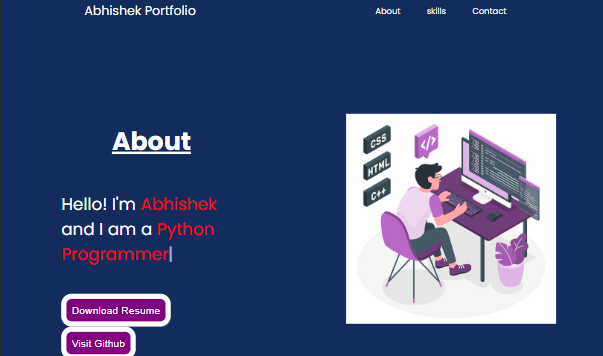 Abhishek Portfolio
About skills Contact
About
Hello! I'm Abhishek
and I am a Python
Programmer|
Download Resume
Visit Github
CSS
HTML
C++
</>